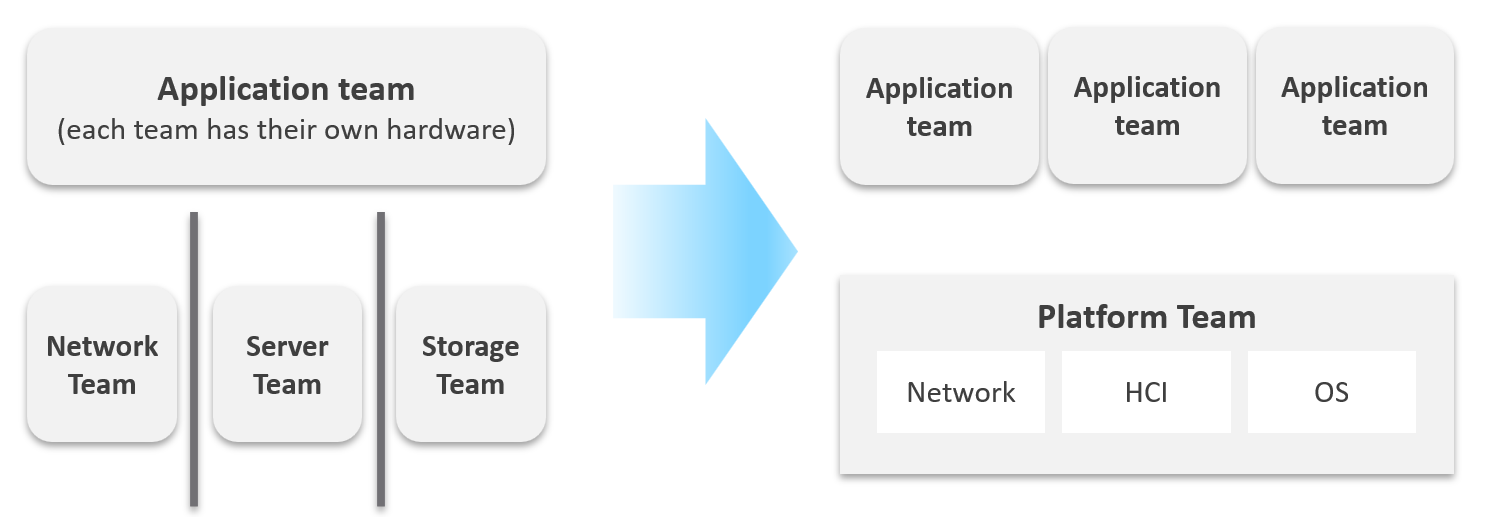 Application team
(each team has their own hardware)
Network
Team
Server
Team
Storage
Team
Application
team
Application
team
Application
team
Platform Team
Network
HCI
OS